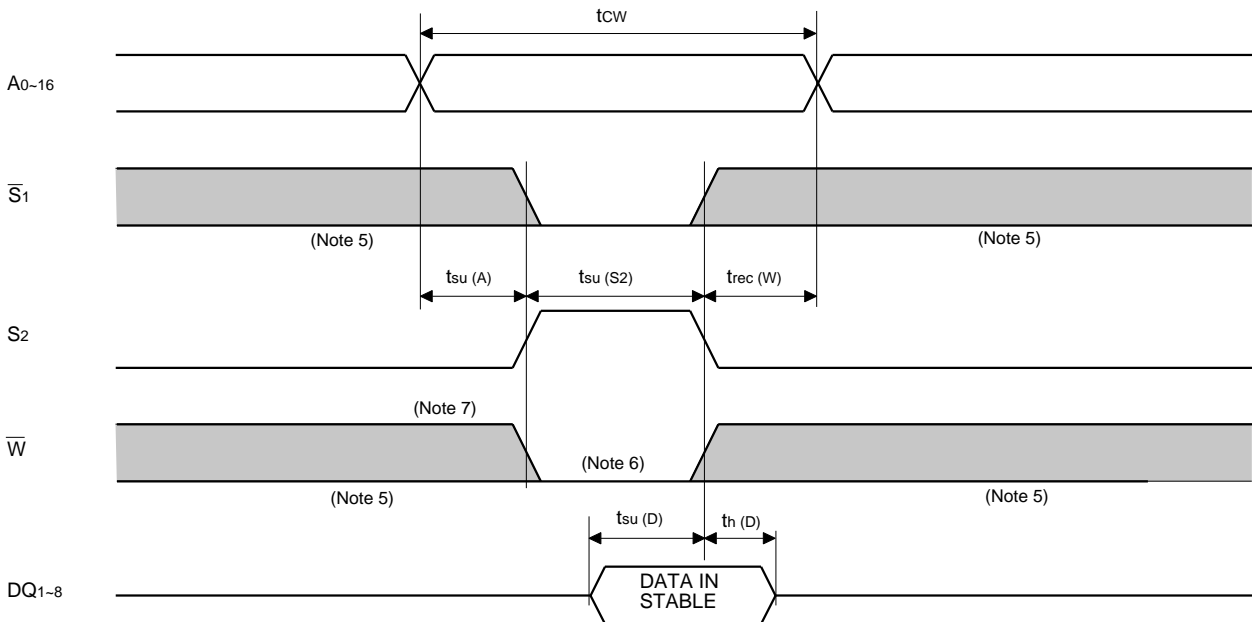 tCW
A0~16
S̅1
(Note 5) (Note 5)
tsu (A) tsu (S2) trec (W)
S2
(Note 7)
W̅
(Note 6)
(Note 5) (Note 5)
tsu (D) th (D)
DQ1~8
DATA IN
STABLE